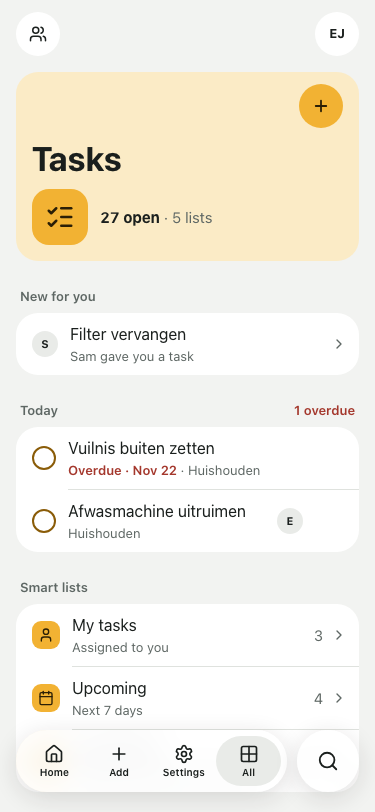 EJ
Tasks
27 open · 5 lists
New for you
S
Filter vervangen
Sam gave you a task
Today
1 overdue
Vuilnis buiten zetten
Overdue · Nov 22 · Huishouden
Afwasmachine uitruimen
E
Huishouden
Smart lists
My tasks
Assigned to you
3
Upcoming
Next 7 days
4
Home
Add
Settings
All